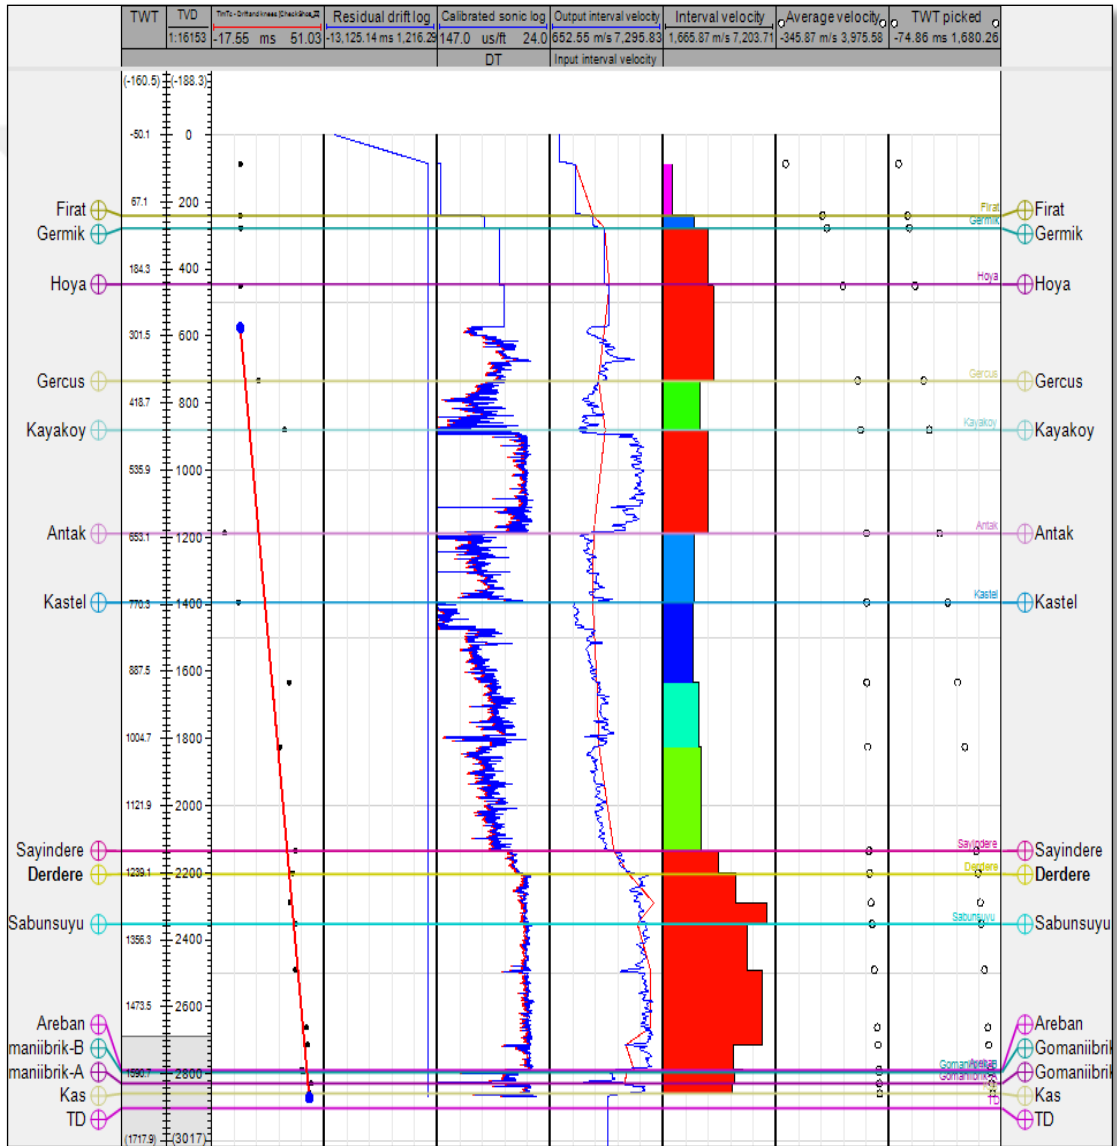 TWT TVD Residual drift log Calibrated sonic log Output interval velocity Interval velocity Average velocity TWT picked
1:16153 -17.55 ms 51.03 -13,125.14 ms 1,216.29 147.0 us/ft 24.0 652.55 m/s 7,295.83 1,665.87 m/s 7,203.71 -345.87 m/s 3,975.58 -74.86 ms 1,680.26
DT Input interval velocity
(-160.5) (-188.3)
-50.1 0
67.1 200
Firat Firat Firat
Germik Germik Germik
184.3 400
Hoya Hoya Hoya
301.5 600
Gercus Gercus Gercus
418.7 800
Kayakoy Kayakoy Kayakoy
535.9 1000
Antak Antak Antak
653.1 1200
Kastel 770.3 1400 Kastel Kastel
887.5 1600
1004.7 1800
1121.9 2000
Sayindere Sayindere Sayindere
Derdere 1239.1 2200 Derdere Derdere
Sabunsuyu Sabunsuyu Sabunsuyu
1356.3 2400
1473.5 2600
Areban Areban
maniibrik-B Gomaniibrik
maniibrik-A 1590.7 2800 Gomaniibrik
Kas Kas
TD TD TD
(1717.9) (3017)